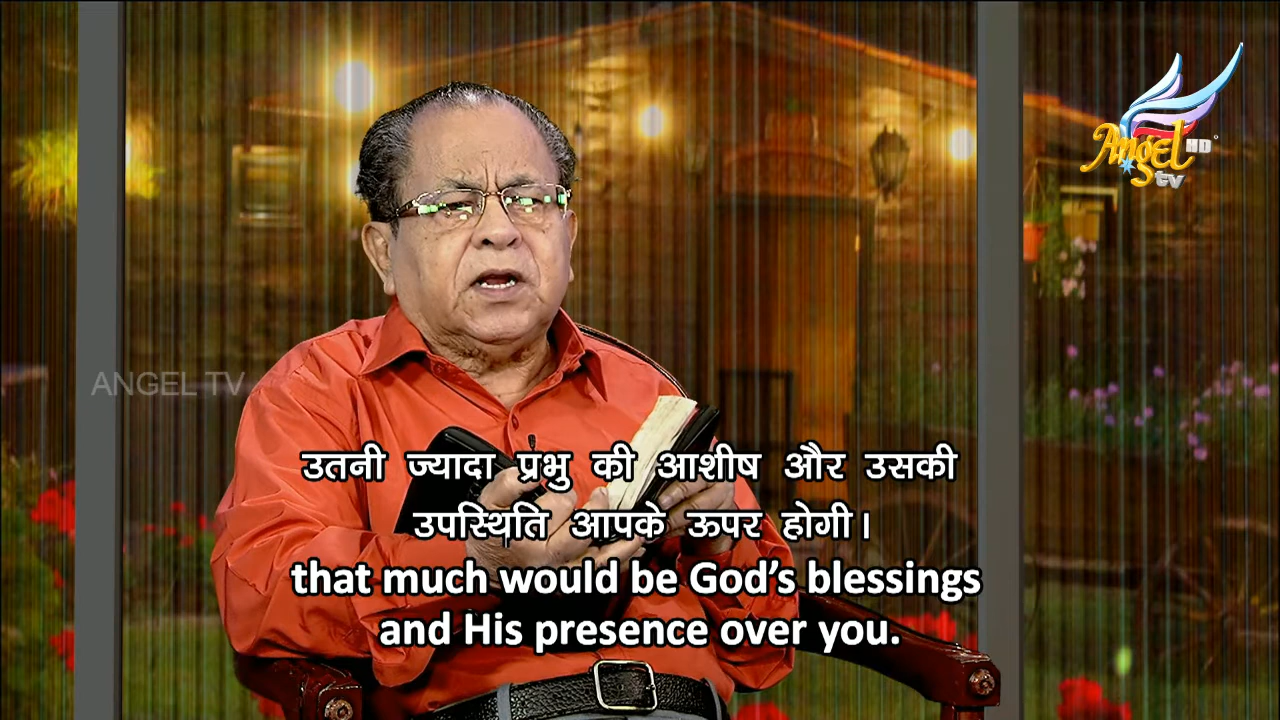 Angel HD
tv
ANGEL TV
उतनी ज्यादा प्रभु की आशीष और उसकी
उपस्थिति आपके ऊपर होगी।
that much would be God's blessings
and His presence over you.